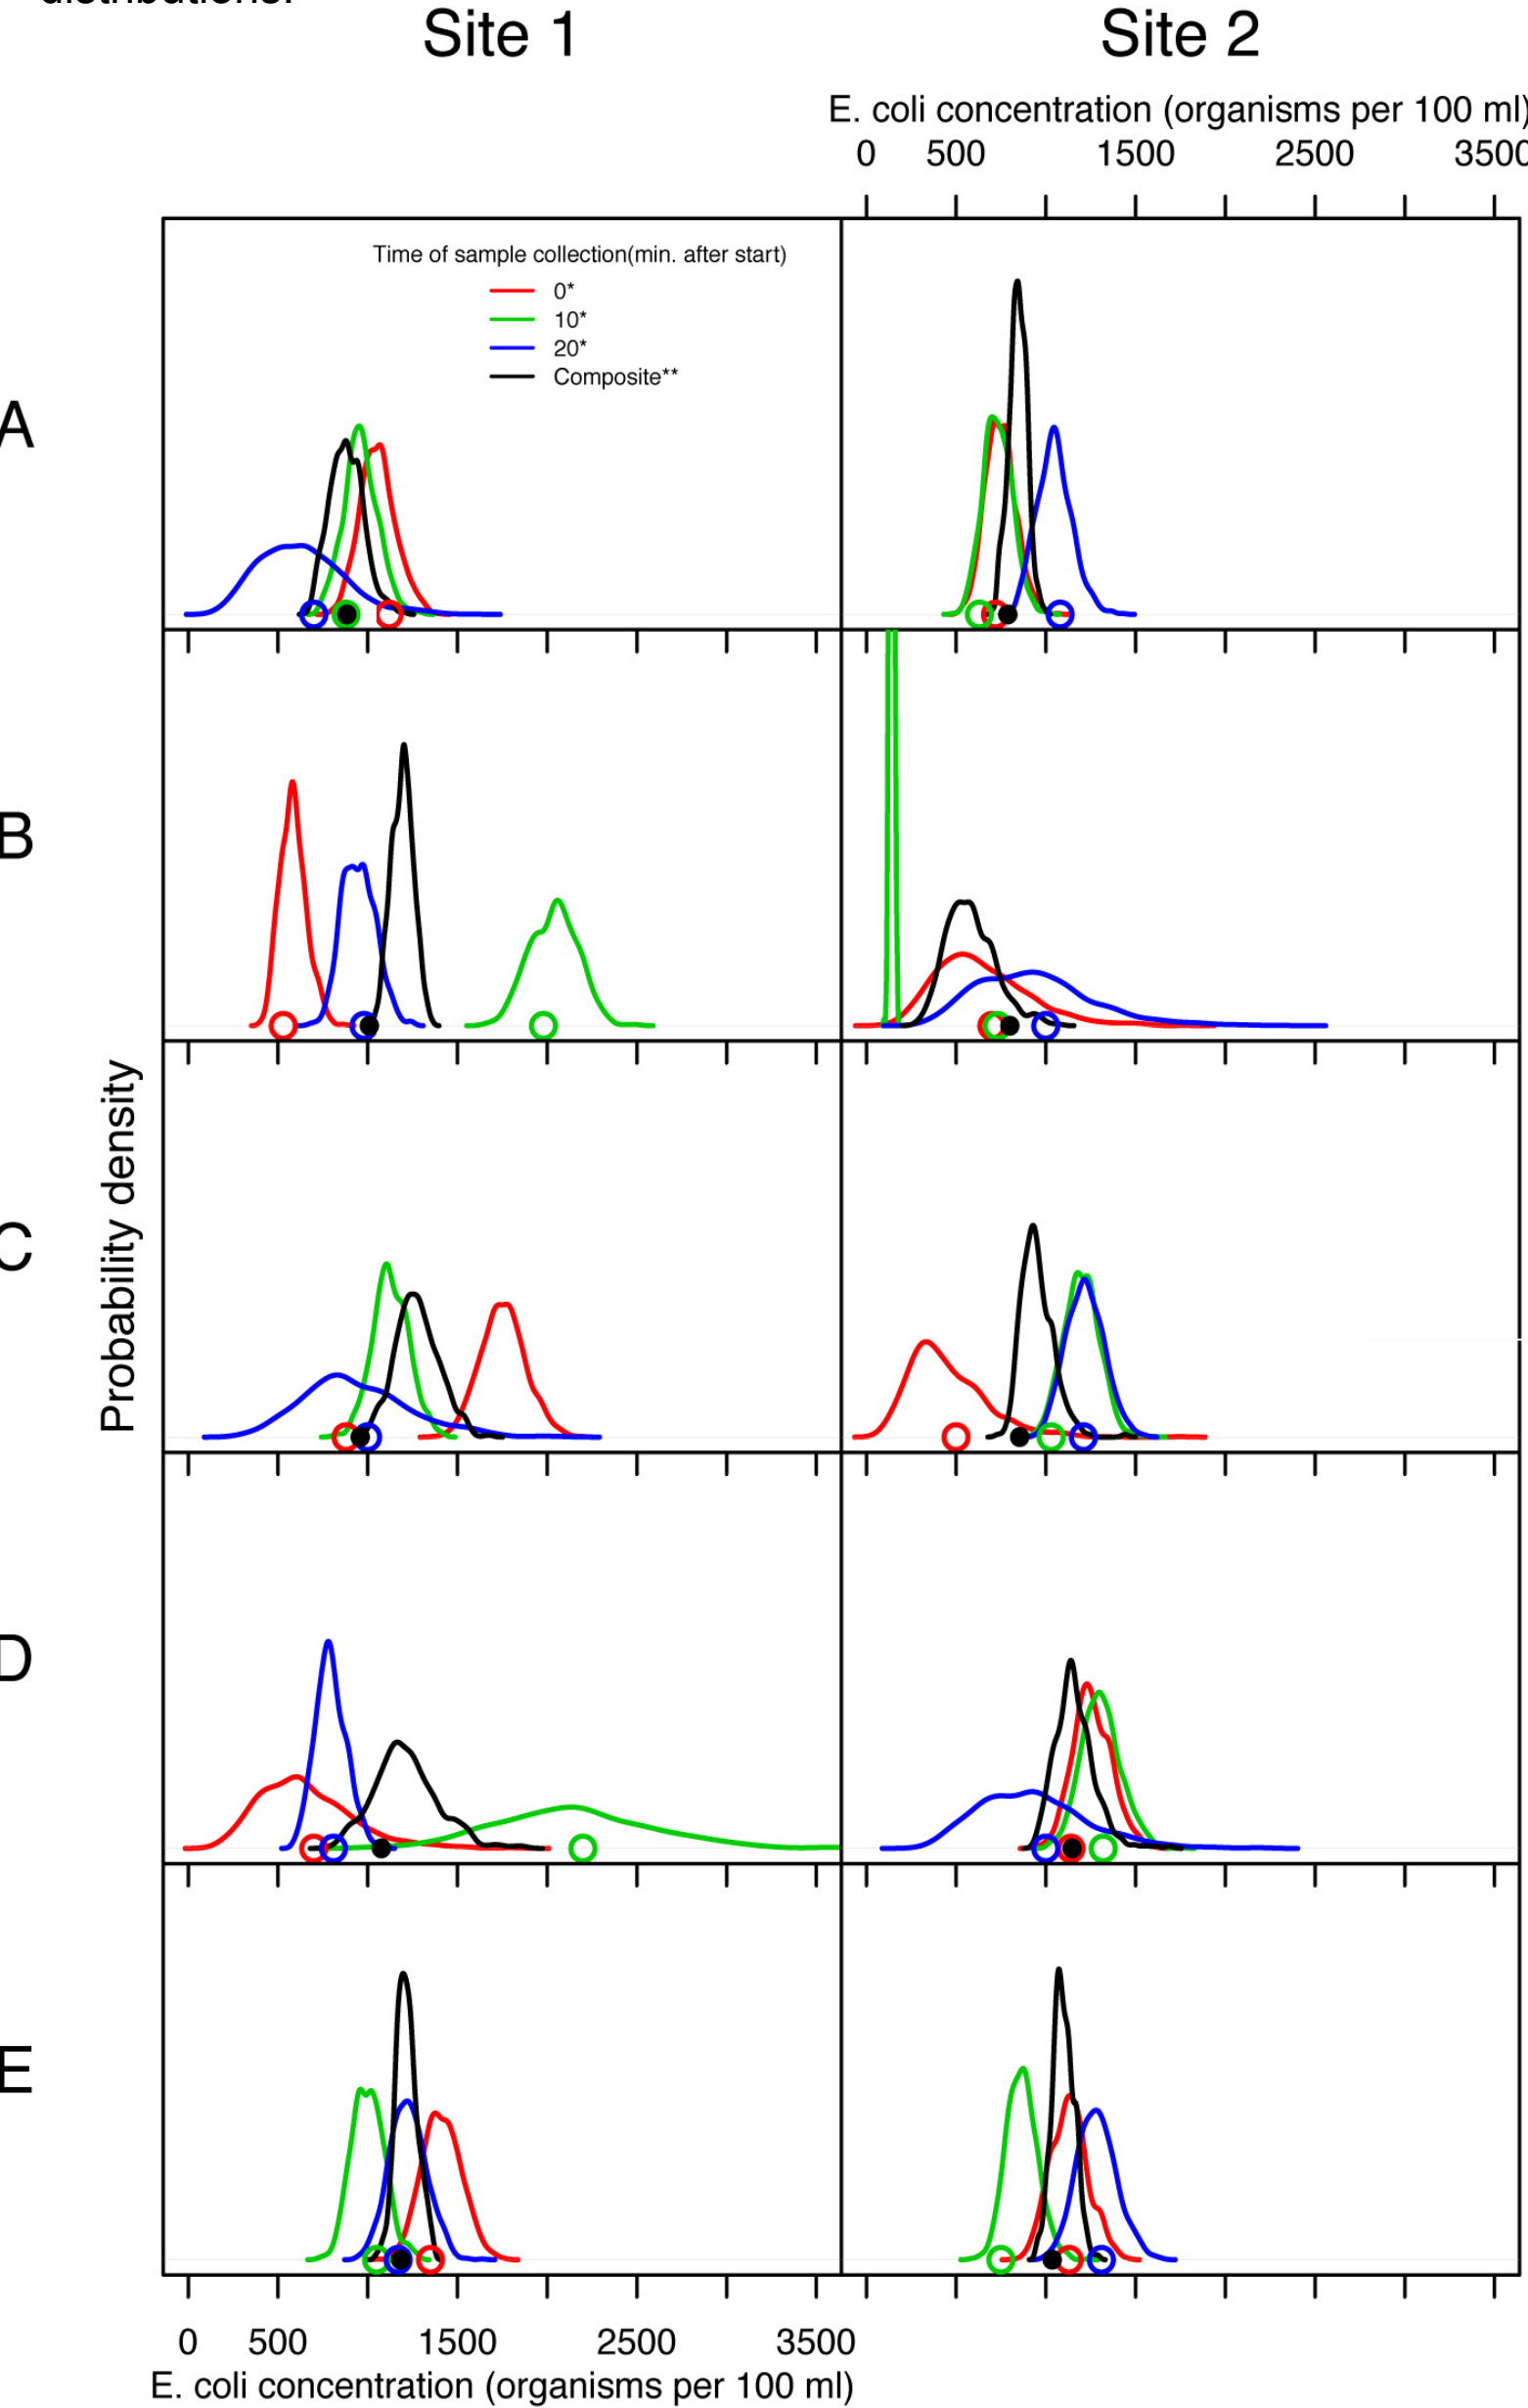 distributions.
Site 1 Site 2
E. coli concentration (organisms per 100 ml)
0 500 1500 2500 3500
Time of sample collection(min. after start)
0*
10*
20*
Composite**
A
B
C
D
E
Probability density
0 500 1500 2500 3500
E. coli concentration (organisms per 100 ml)